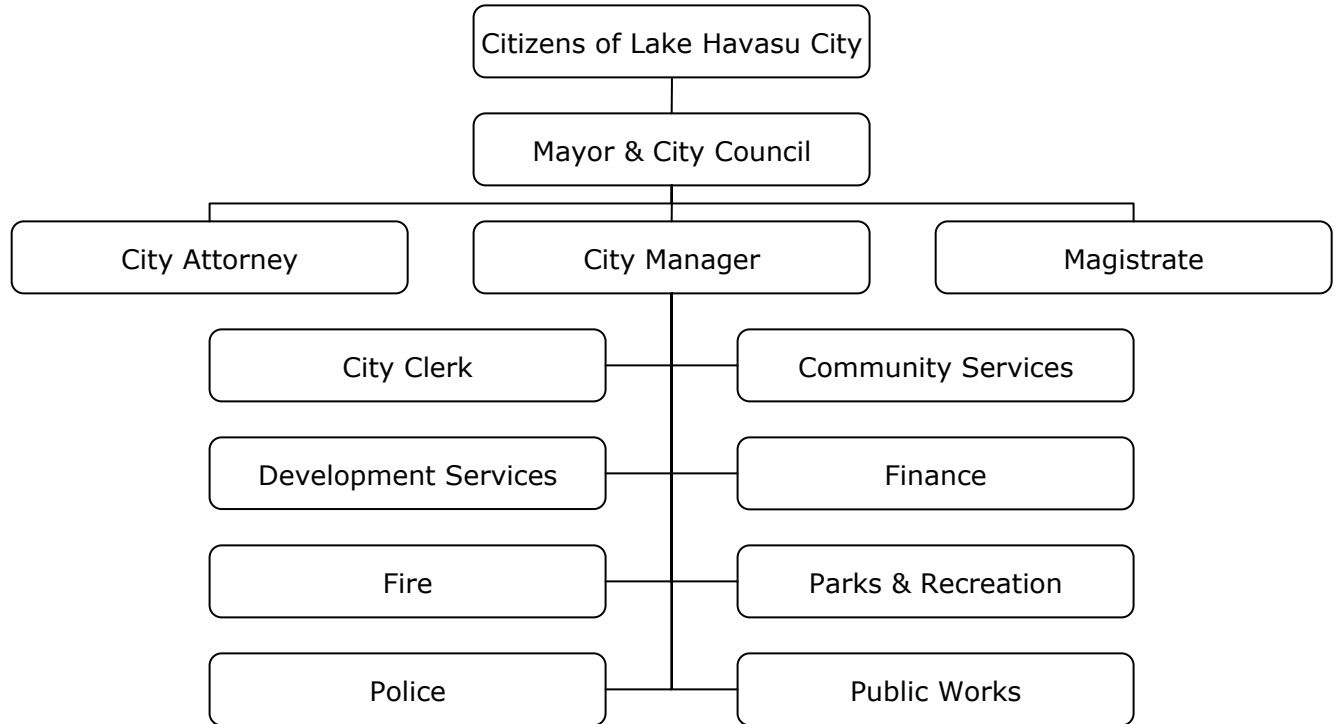 Citizens of Lake Havasu City
Mayor & City Council
City Attorney
City Manager
Magistrate
City Clerk
Community Services
Development Services
Finance
Fire
Parks & Recreation
Police
Public Works